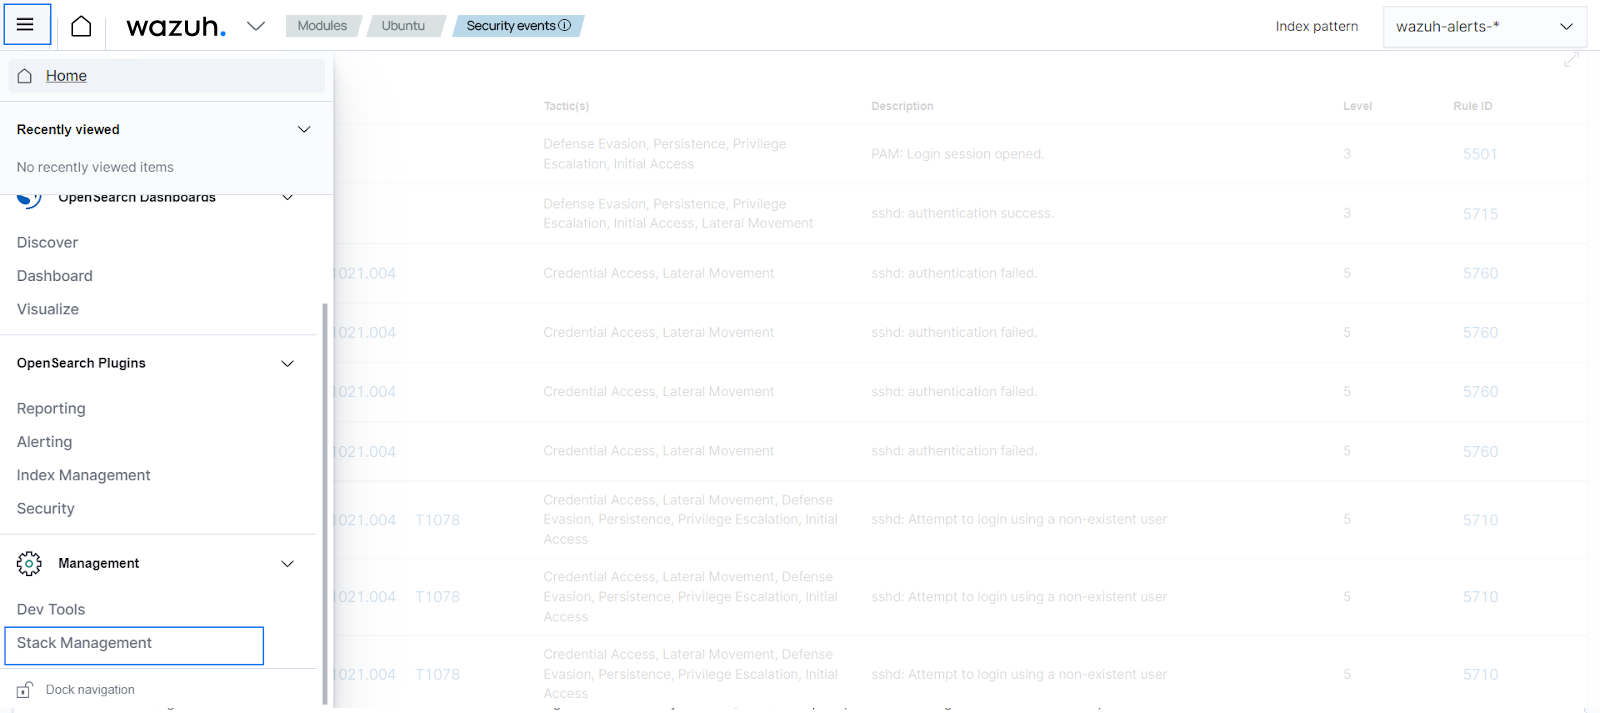 wazuh.
Modules
Ubuntu
Security events
Index pattern
wazuh-alerts-*
Home
Recently viewed
No recently viewed items
OpenSearch Dashboards
Discover
Dashboard
Visualize
OpenSearch Plugins
Reporting
Alerting
Index Management
Security
Management
Dev Tools
Stack Management
Dock navigation
Tactic(s) Description Level Rule ID
Defense Evasion, Persistence, Privilege
Escalation, Initial Access
PAM: Login session opened. 3 5501
Defense Evasion, Persistence, Privilege
Escalation, Initial Access, Lateral Movement
sshd: authentication success. 3 5715
1021.004 Credential Access, Lateral Movement sshd: authentication failed. 5 5760
1021.004 Credential Access, Lateral Movement sshd: authentication failed. 5 5760
1021.004 Credential Access, Lateral Movement sshd: authentication failed. 5 5760
1021.004 Credential Access, Lateral Movement sshd: authentication failed. 5 5760
1021.004 T1078
Credential Access, Lateral Movement, Defense
Evasion, Persistence, Privilege Escalation, Initial
Access
sshd: Attempt to login using a non-existent user 5 5710
1021.004 T1078
Credential Access, Lateral Movement, Defense
Evasion, Persistence, Privilege Escalation, Initial
Access
sshd: Attempt to login using a non-existent user 5 5710
1021.004 T1078
Credential Access, Lateral Movement, Defense
Evasion, Persistence, Privilege Escalation, Initial
Access
sshd: Attempt to login using a non-existent user 5 5710